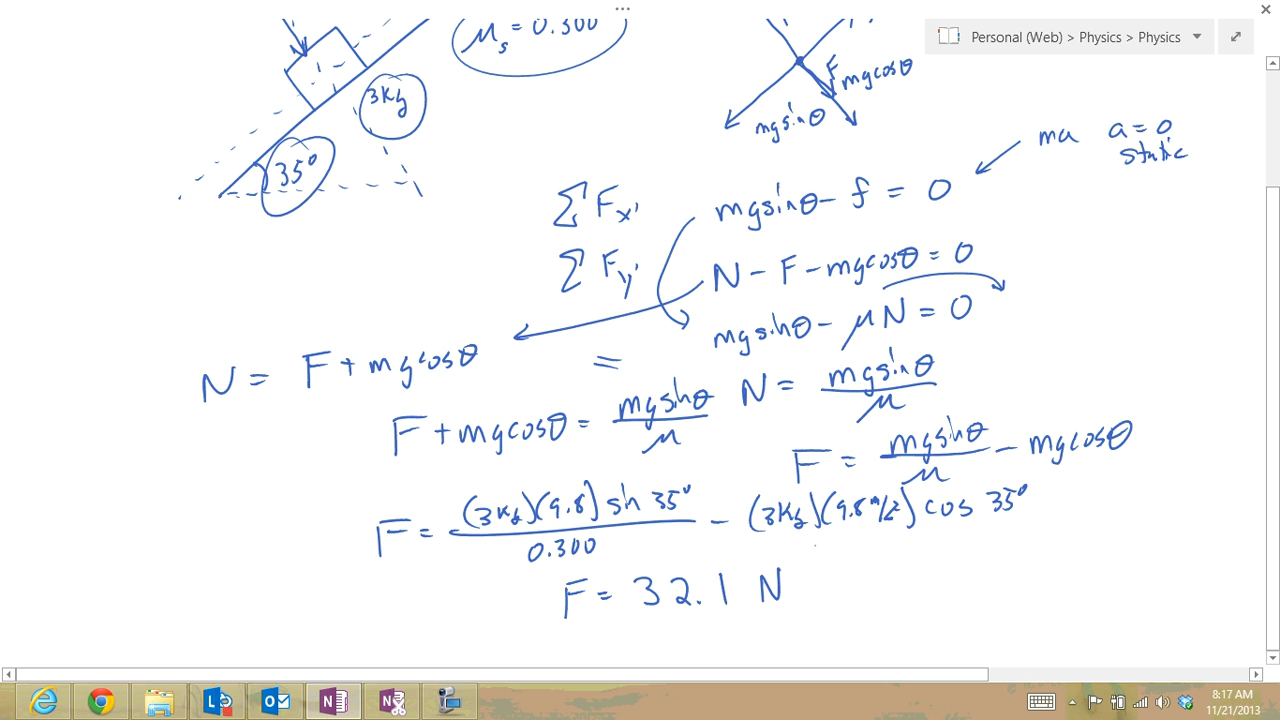 μs = 0.300
Personal (Web) > Physics > Physics
3Kg
35°
F
mgcosθ
mgsinθ
ma a = 0
static
ΣFx' mgsinθ - f = 0
ΣFy' N - F - mgcosθ = 0
mgsinθ - μN = 0
N = F + mgcosθ =
N = mgsinθ / μ
F + mgcosθ = mgsinθ / μ
F = mgsinθ / μ - mgcosθ
F = (3Kg)(9.8) sin 35° / 0.300 - (3Kg)(9.8 m/s²) cos 35°
F = 32.1 N
8:17 AM
11/21/2013